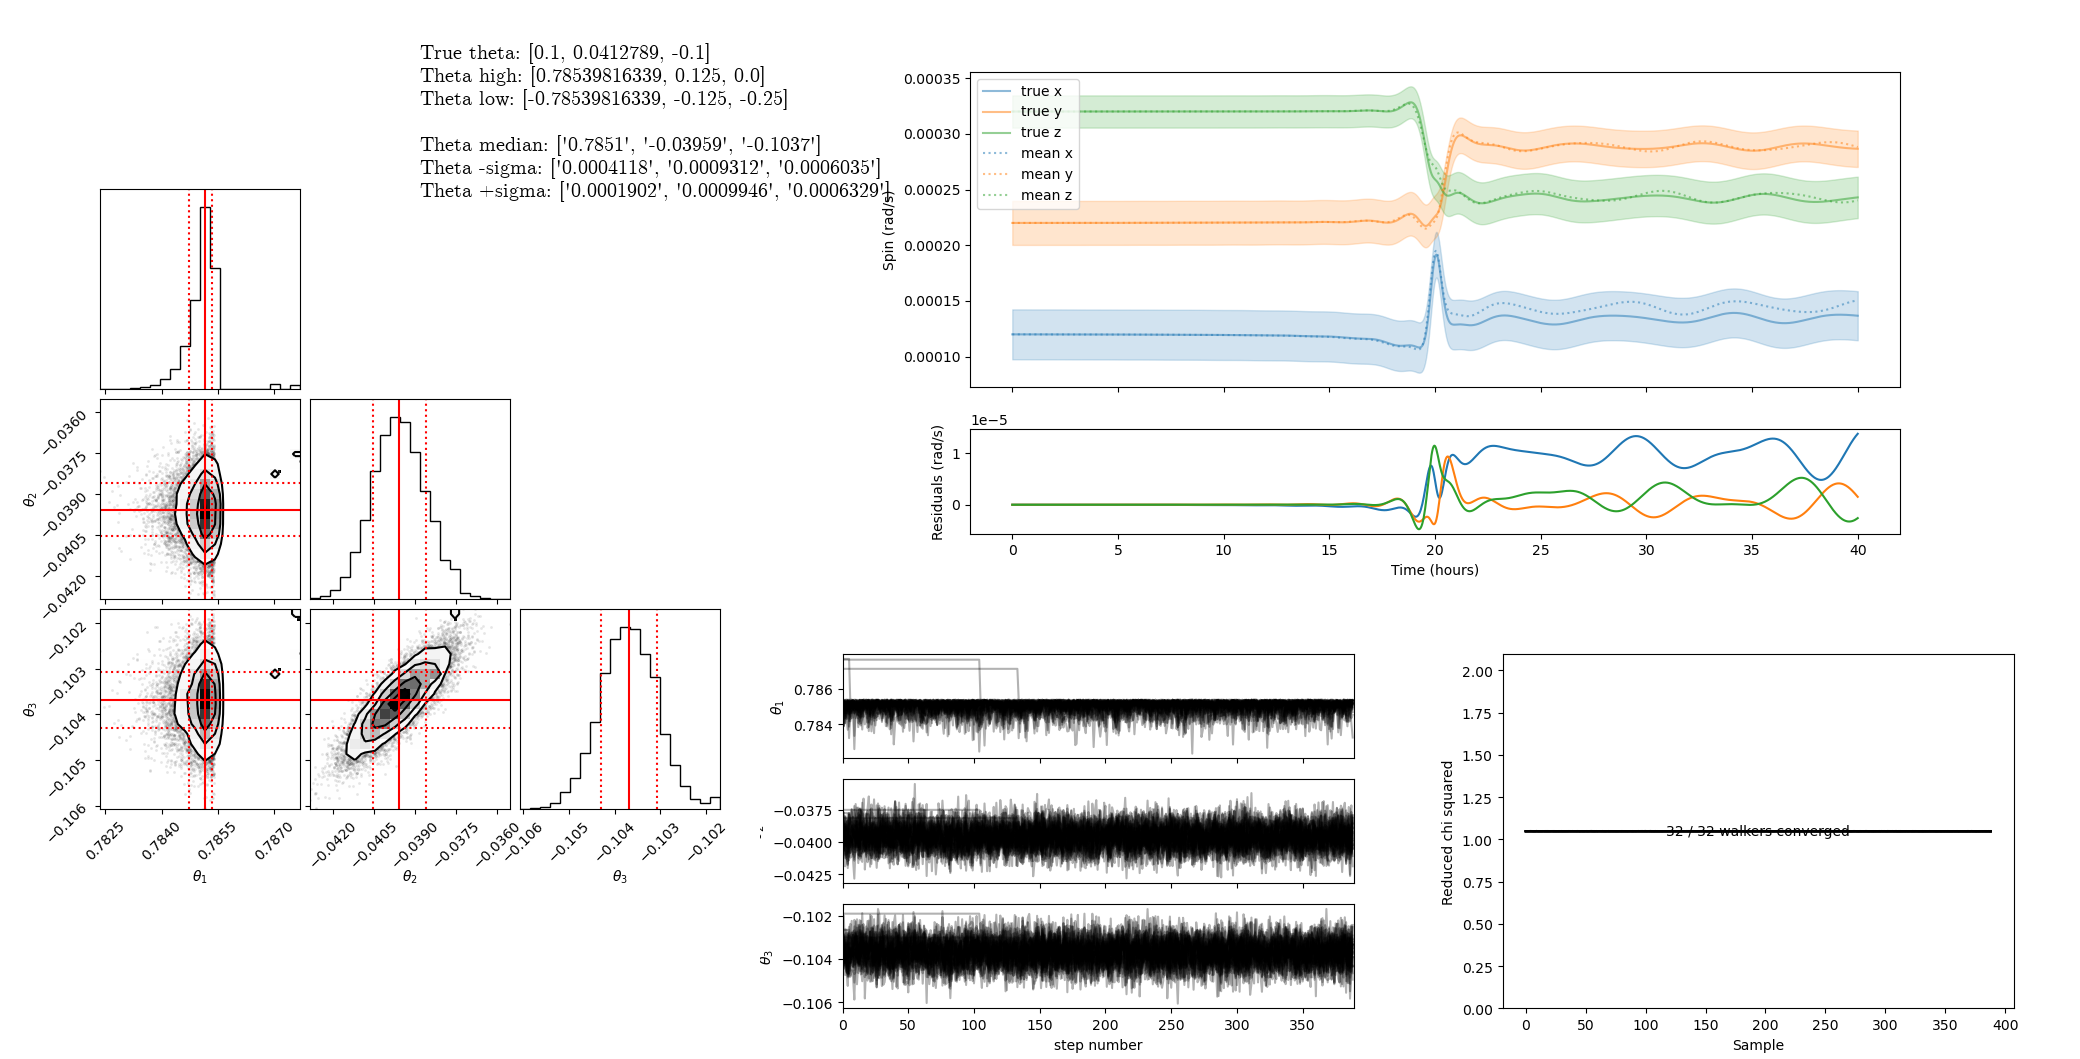 True theta: [0.1, 0.0412789, -0.1]
Theta high: [0.78539816339, 0.125, 0.0]
Theta low: [-0.78539816339, -0.125, -0.25]
Theta median: ['0.7851', '-0.03959', '-0.1037']
Theta -sigma: ['0.0004118', '0.0009312', '0.0006035']
Theta +sigma: ['0.0001902', '0.0009946', '0.0006329']
θ2
−0.0360
−0.0375
−0.0390
−0.0405
−0.0420
θ3
−0.102
−0.103
−0.104
−0.105
−0.106
0.7825
0.7840
0.7855
0.7870
θ1
−0.0420
−0.0405
−0.0390
−0.0375
−0.0360
θ2
−0.106
−0.105
−0.104
−0.103
−0.102
θ3
Spin (rad/s)
0.00035
0.00030
0.00025
0.00020
0.00015
0.00010
true x
true y
true z
mean x
mean y
mean z
1e−5
Residuals (rad/s)
1
0
0
5
10
15
20
25
30
35
40
Time (hours)
θ1
0.786
0.784
−0.0375
−0.0400
−0.0425
θ3
−0.102
−0.104
−0.106
0
50
100
150
200
250
300
350
step number
Reduced chi squared
2.00
1.75
1.50
1.25
1.00
0.75
0.50
0.25
0.00
32 / 32 walkers converged
0
50
100
150
200
250
300
350
400
Sample